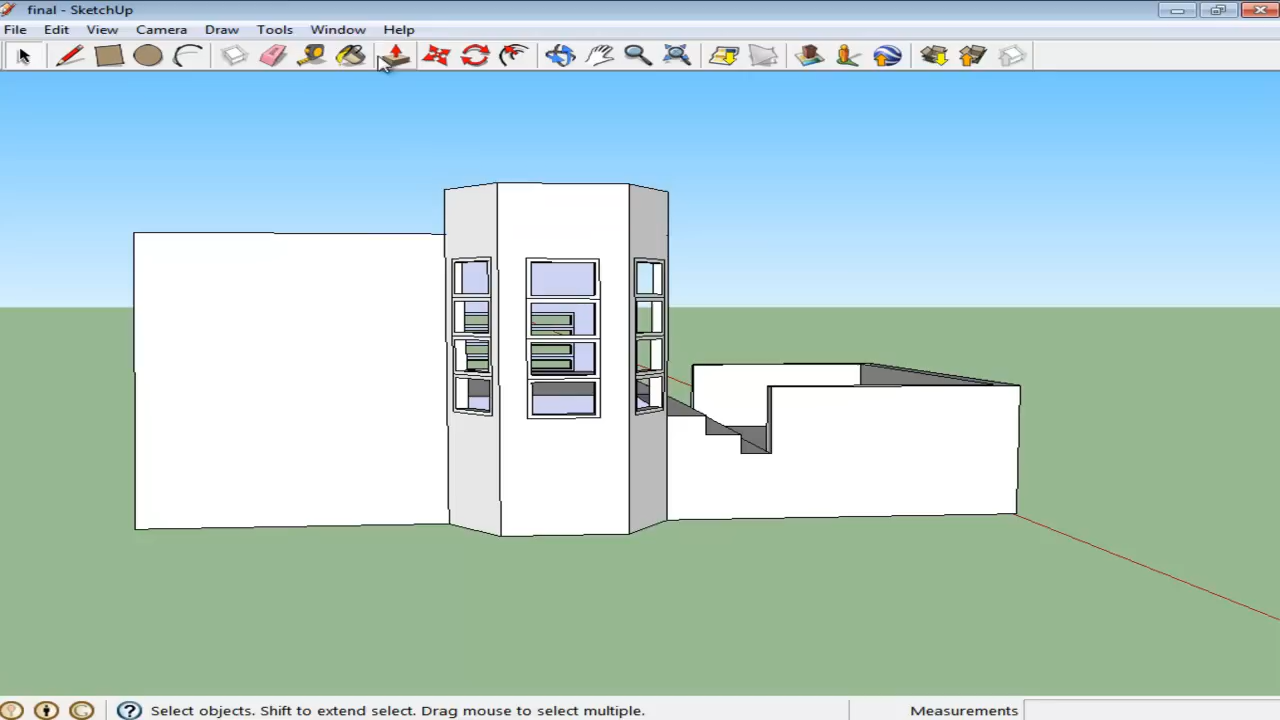 final - SketchUp
File Edit View Camera Draw Tools Window Help
Select objects. Shift to extend select. Drag mouse to select multiple. Measurements